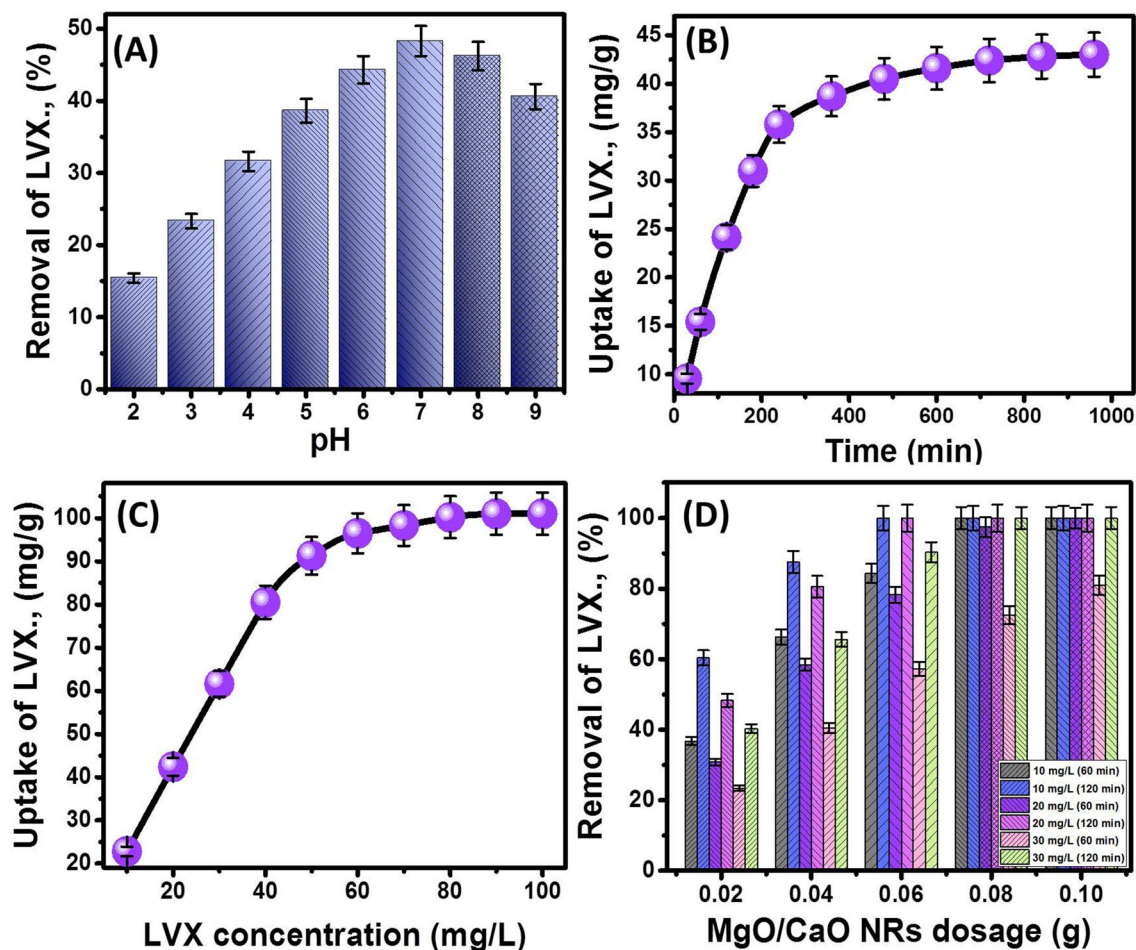 (A)
Removal of LVX., (%)
50
40
30
20
10
0
2 3 4 5 6 7 8 9
pH
(B)
Uptake of LVX., (mg/g)
45
40
35
30
25
20
15
10
0 200 400 600 800 1000
Time (min)
(C)
Uptake of LVX., (mg/g)
100
90
80
70
60
50
40
30
20
20 40 60 80 100
LVX concentration (mg/L)
(D)
Removal of LVX., (%)
100
80
60
40
20
0
10 mg/L (60 min)
10 mg/L (120 min)
20 mg/L (60 min)
20 mg/L (120 min)
30 mg/L (60 min)
30 mg/L (120 min)
0.02 0.04 0.06 0.08 0.10
MgO/CaO NRs dosage (g)